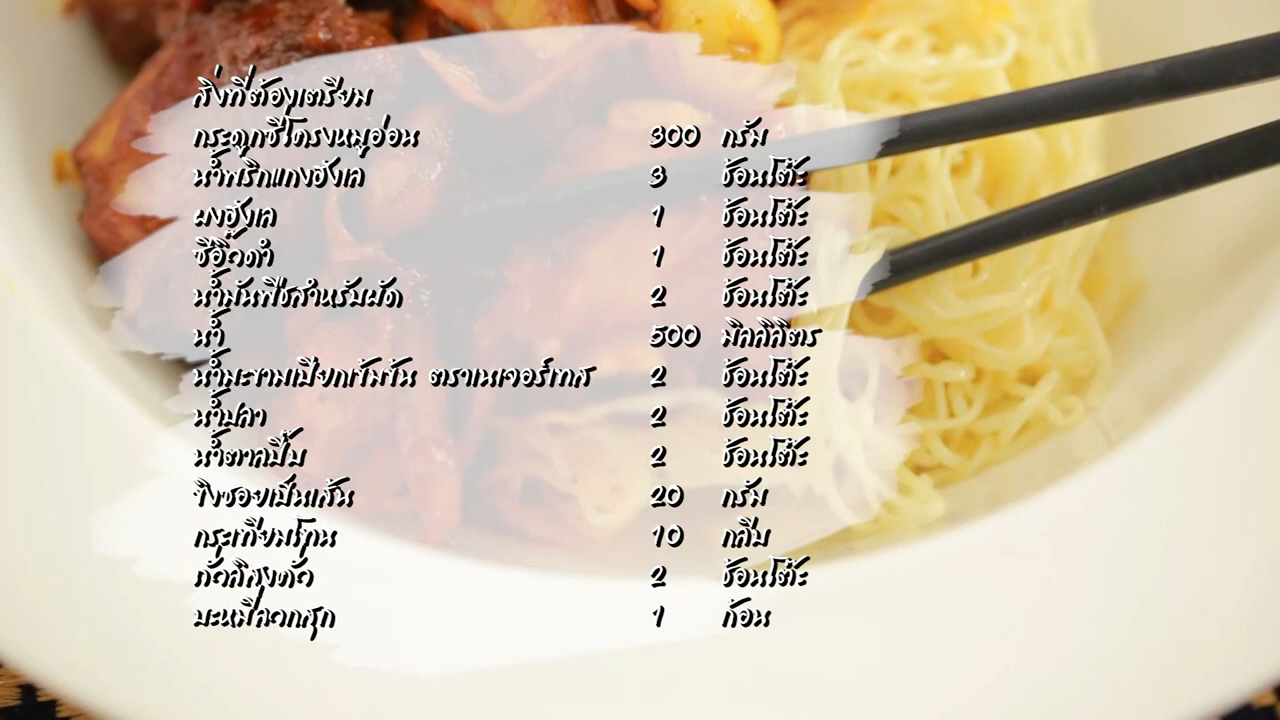 สิ่งที่ต้องเตรียม
กระดูกซี่โครงหมูอ่อน 300 กรัม
น้ำพริกแกงฮังเล 3 ช้อนโต๊ะ
ผงฮังเล 1 ช้อนโต๊ะ
ซีอิ๊วดำ 1 ช้อนโต๊ะ
น้ำมันพืชสำหรับผัด 2 ช้อนโต๊ะ
น้ำ 500 มิลลิลิตร
น้ำมะขามเปียกเข้มข้น ตราเนเจอร์เทส 2 ช้อนโต๊ะ
น้ำปลา 2 ช้อนโต๊ะ
น้ำตาลปี๊บ 2 ช้อนโต๊ะ
ขิงซอยเป็นเส้น 20 กรัม
กระเทียมโทน 10 กลีบ
ถั่วลิสงคั่ว 2 ช้อนโต๊ะ
บะหมี่ลวกสุก 1 ก้อน